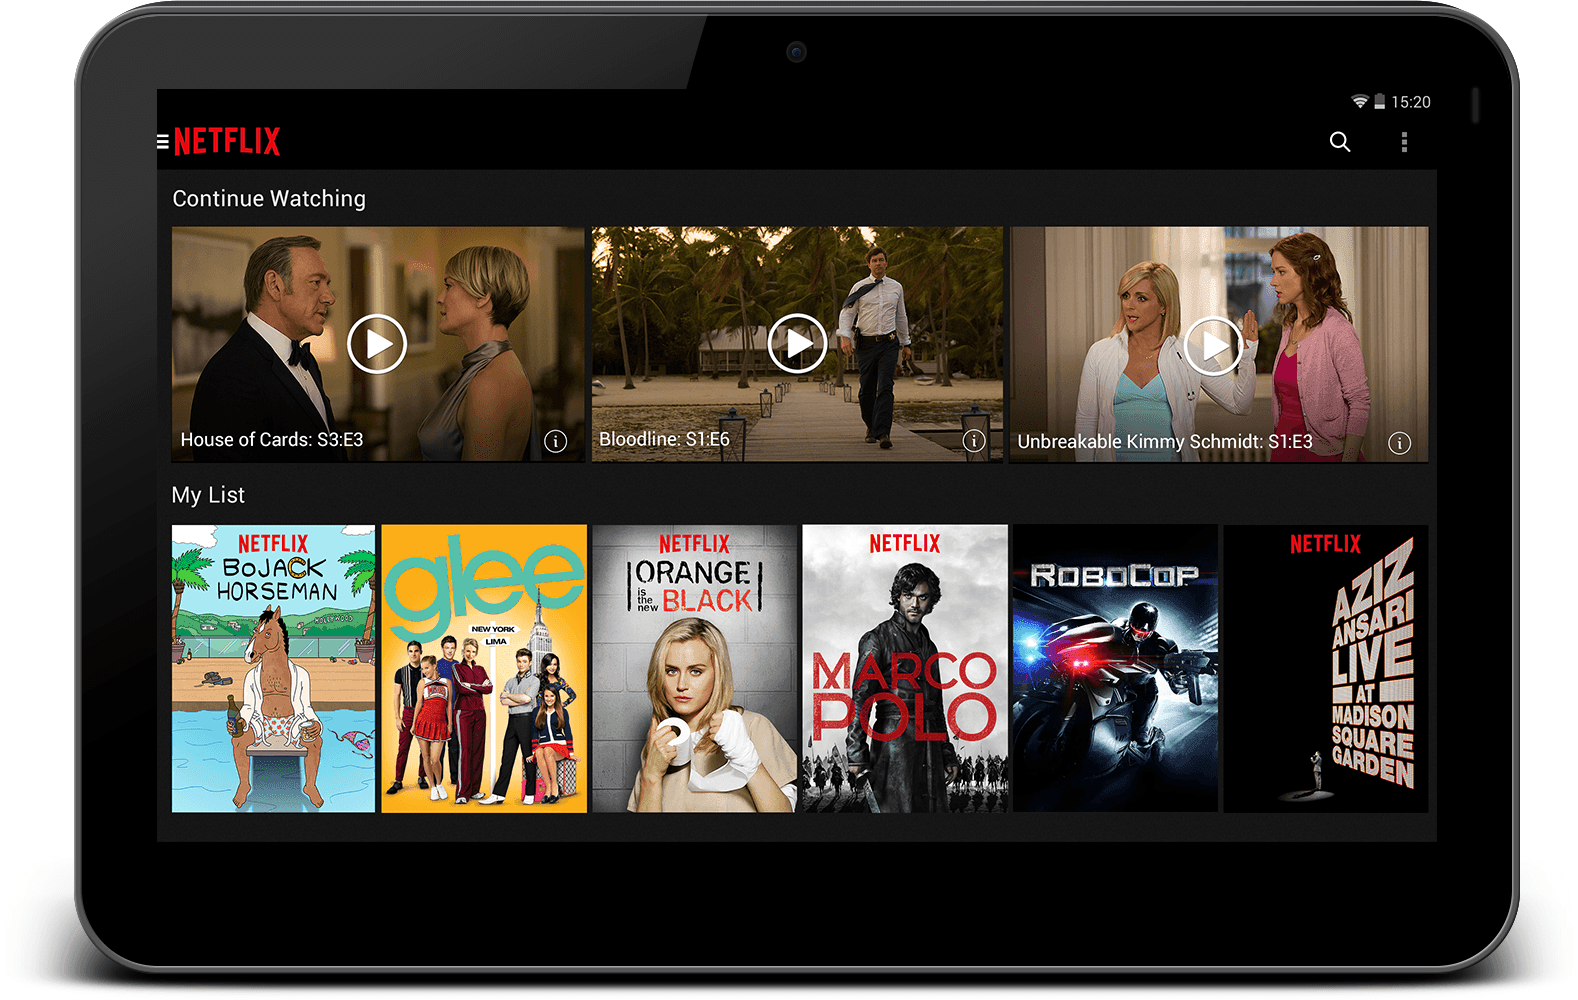 15:20
NETFLIX
Continue Watching
House of Cards: S3:E3
Bloodline: S1:E6
Unbreakable Kimmy Schmidt: S1:E3
My List
NETFLIX
BOJACK
HORSEMAN
HOLLYWOOD
glee
NEW YORK
LIMA
NETFLIX
ORANGE
is
the
new
BLACK
NETFLIX
MARCO
POLO
ROBOCOP
NETFLIX
AZIZ
ANSARI
LIVE
AT
MADISON
SQUARE
GARDEN